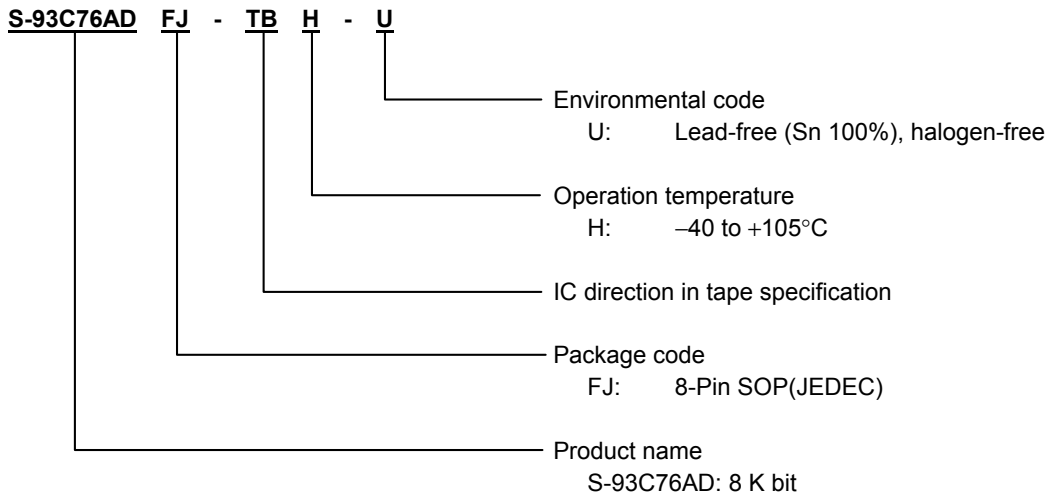 S-93C76AD FJ - TB H - U
Environmental code
U: Lead-free (Sn 100%), halogen-free
Operation temperature
H: −40 to +105°C
IC direction in tape specification
Package code
FJ: 8-Pin SOP(JEDEC)
Product name
S-93C76AD: 8 K bit